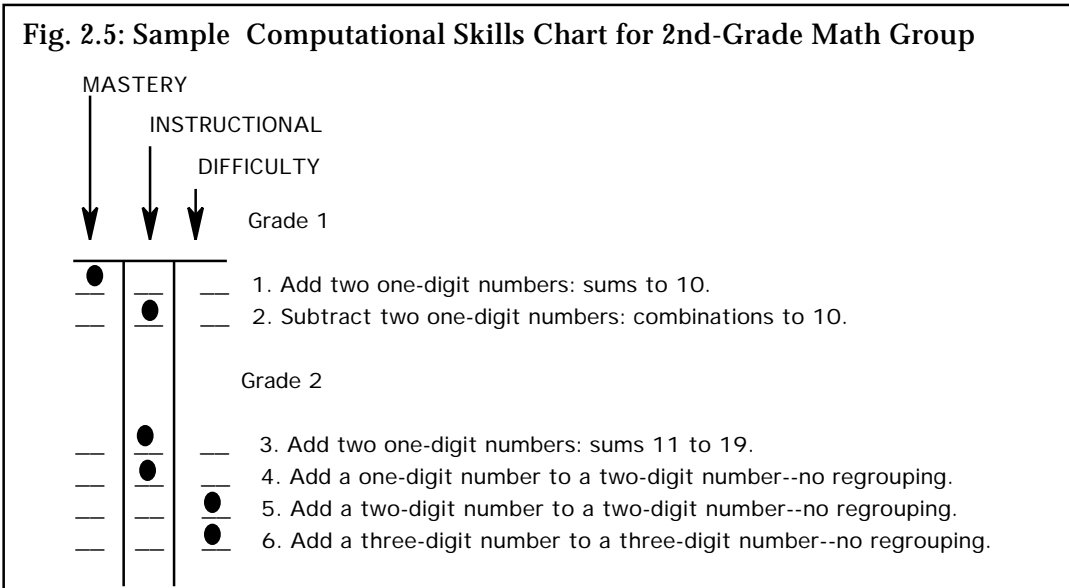 Fig. 2.5: Sample Computational Skills Chart for 2nd-Grade Math Group
MASTERY
INSTRUCTIONAL
DIFFICULTY
Grade 1
1. Add two one-digit numbers: sums to 10.
2. Subtract two one-digit numbers: combinations to 10.
Grade 2
3. Add two one-digit numbers: sums 11 to 19.
4. Add a one-digit number to a two-digit number--no regrouping.
5. Add a two-digit number to a two-digit number--no regrouping.
6. Add a three-digit number to a three-digit number--no regrouping.